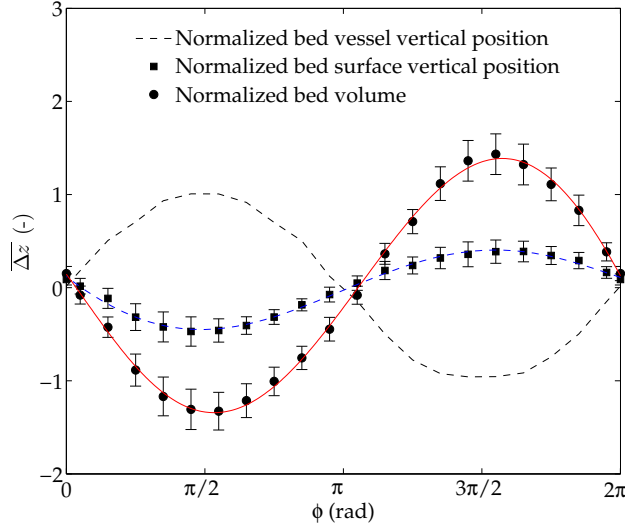 3
Normalized bed vessel vertical position
Normalized bed surface vertical position
Normalized bed volume
2
1
0
−1
−2
Δz (-)
0 π/2 π 3π/2 2π
ϕ (rad)